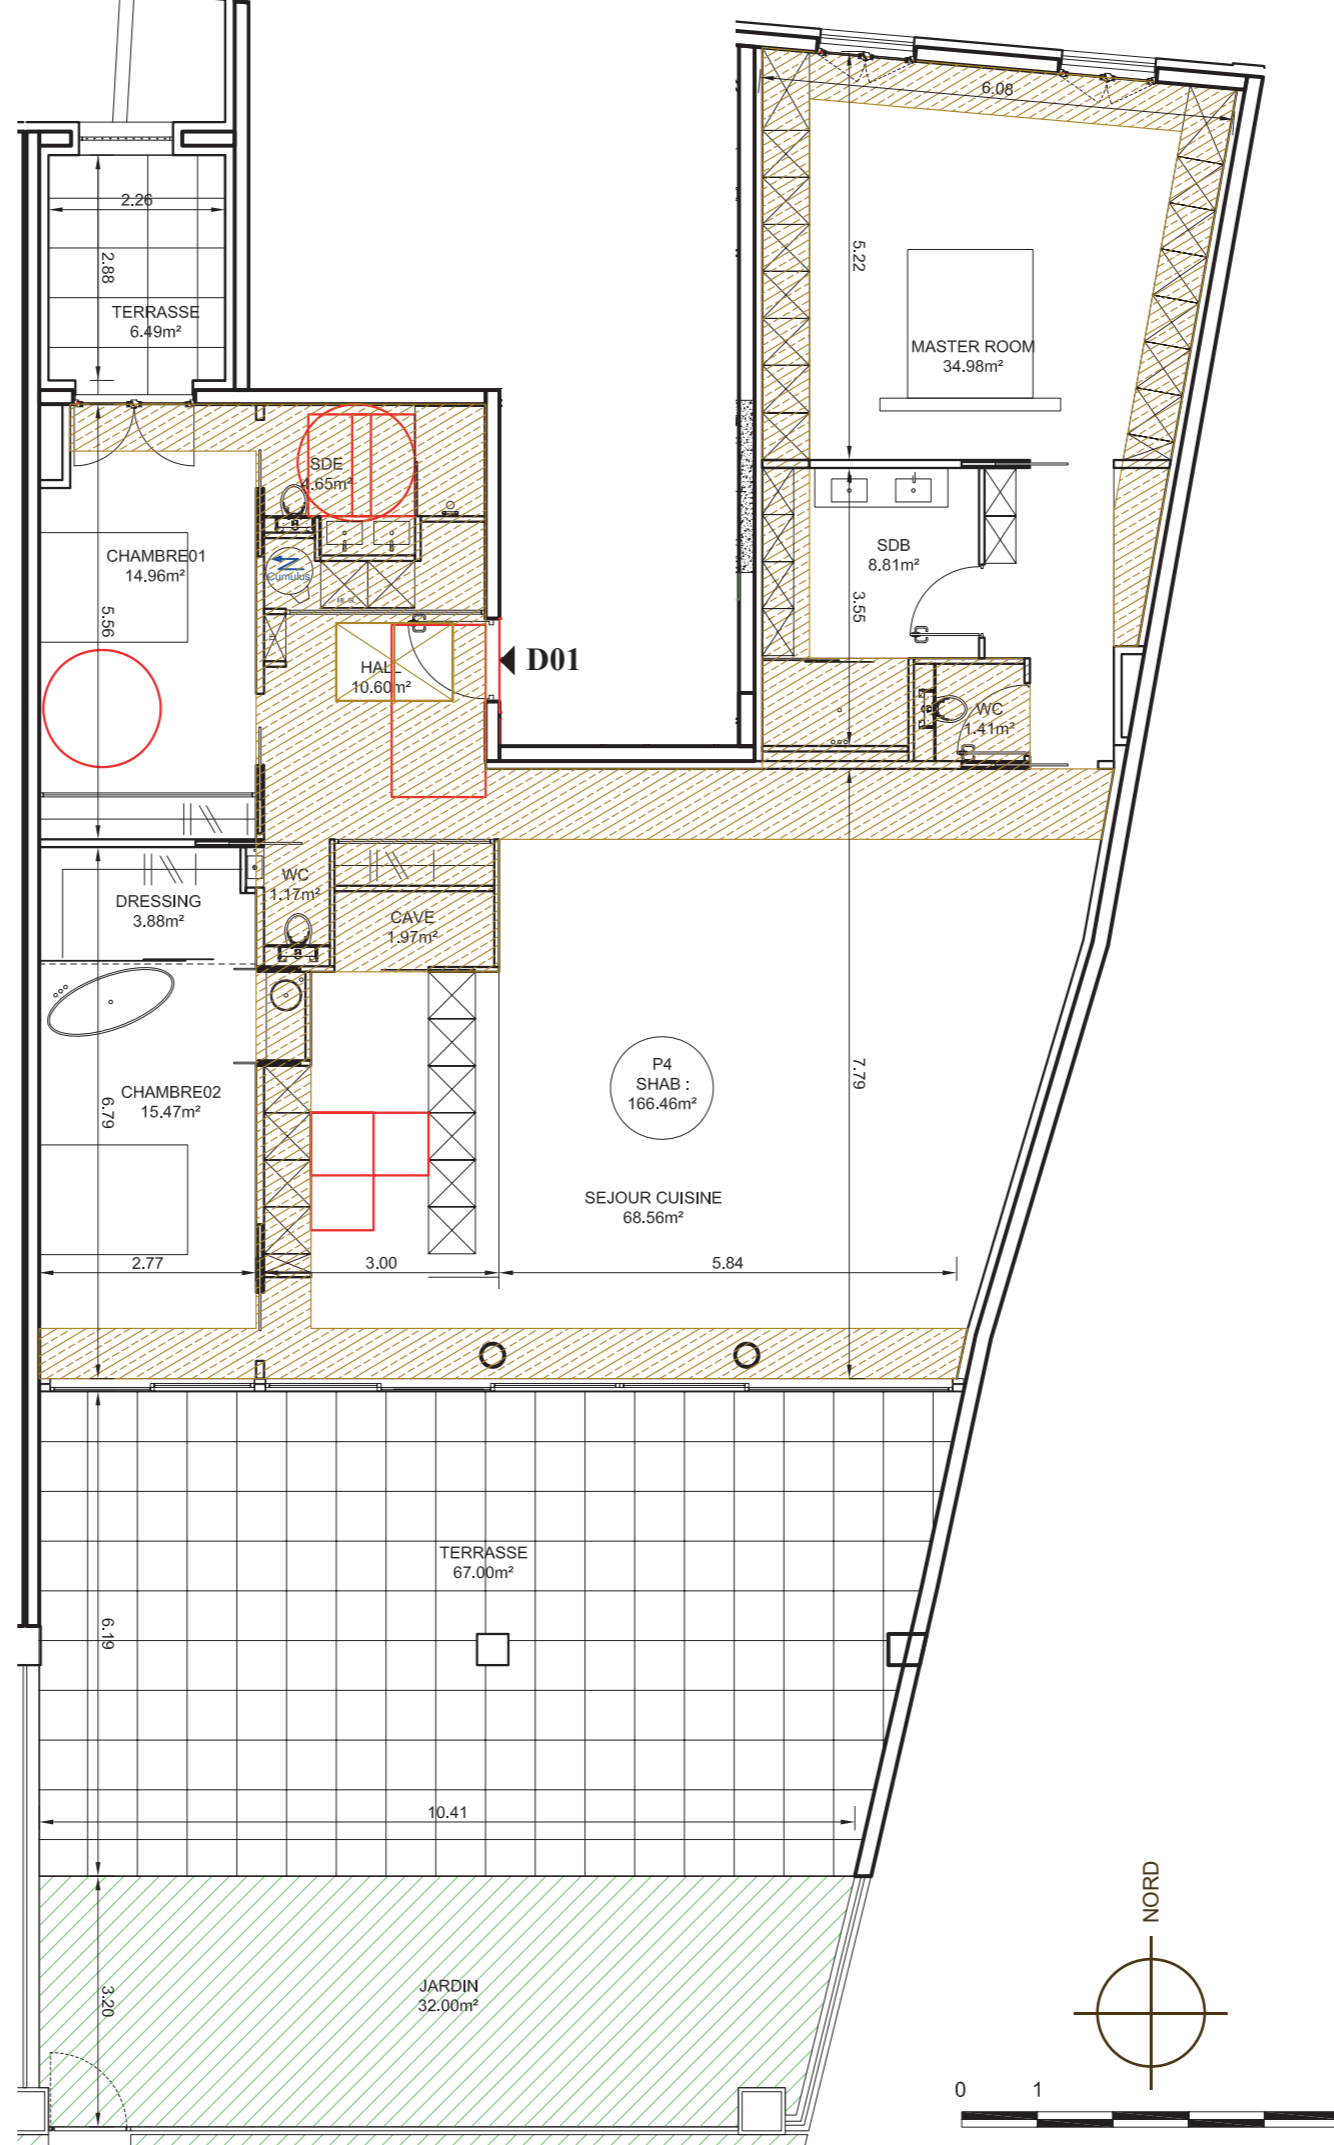 6.08
2.26
2.88
TERRASSE
6.49m²
5.22
MASTER ROOM
34.98m²
SDE
4.65m²
CHAMBRE01
14.96m²
Cumulus
SDB
8.81m²
5.56
3.55
HALL
10.60m²
D01
WC
1.41m²
WC
1.17m²
DRESSING
3.88m²
CAVE
1.97m²
P4
SHAB :
166.46m²
7.79
CHAMBRE02
15.47m²
6.79
SEJOUR CUISINE
68.56m²
2.77
3.00
5.84
TERRASSE
67.00m²
6.19
10.41
NORD
JARDIN
32.00m²
3.20
0
1